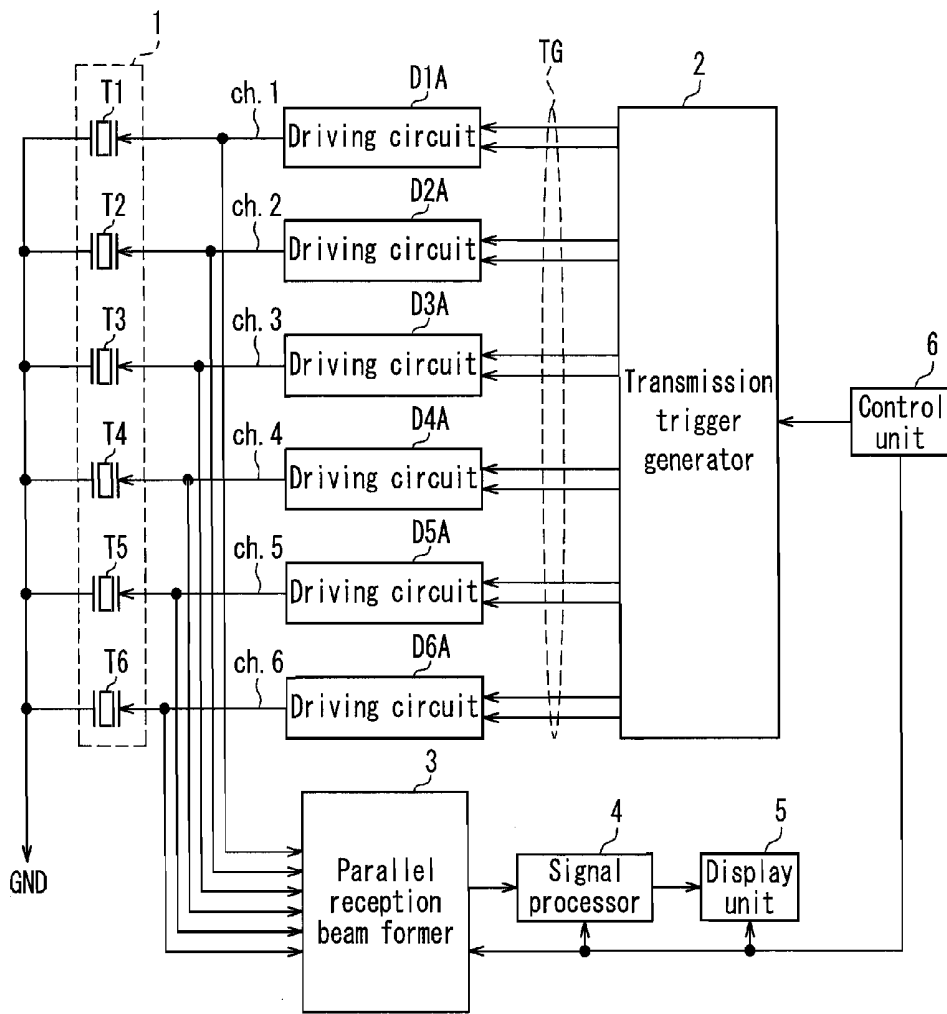 1
T1
ch. 1
D1A
Driving circuit
TG
2
T2
ch. 2
D2A
Driving circuit
T3
ch. 3
D3A
Driving circuit
Transmission
trigger
generator
6
Control
unit
T4
ch. 4
D4A
Driving circuit
T5
ch. 5
D5A
Driving circuit
T6
ch. 6
D6A
Driving circuit
GND
3
Parallel
reception
beam former
4
Signal
processor
5
Display
unit